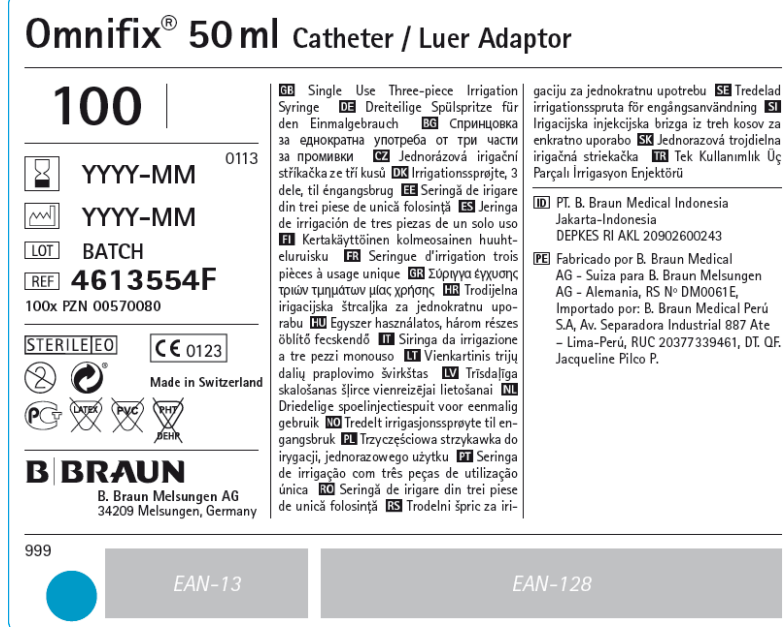 Omnifix® 50 ml Catheter / Luer Adaptor
100
0113
YYYY-MM
YYYY-MM
LOT BATCH
REF 4613554F
100x PZN 00570080
STERILE EO
CE 0123
2
Made in Switzerland
LATEX PVC PHT
DEHP
B BRAUN
B. Braun Melsungen AG
34209 Melsungen, Germany
GB Single Use Three-piece Irrigation
Syringe DE Dreiteilige Spülspritze für
den Einmalgebrauch BG Спринцовка
за еднократна употреба от три части
за промивки CZ Jednorázová irigační
stříkačka ze tří kusů DK Irrigationssprøjte, 3
dele, til éngangsbrug EE Seringă de irigare
din trei piese de unică folosință ES Jeringa
de irrigación de tres piezas de un solo uso
FI Kertakäyttöinen kolmeosainen huuht-
eluruisku FR Seringue d'irrigation trois
pièces à usage unique GR Σύριγγα έγχυσης
τριών τμημάτων μίας χρήσης HR Trodijelna
irigacijska štrcaljka za jednokratnu upo-
rabu HU Egyszer használatos, három részes
öblítő fecskendő IT Siringa da irrigazione
a tre pezzi monouso LT Vienkartinis trijų
dalių praplovimo švirkštas LV Trīsdaļīga
skalošanas šļirce vienreizējai lietošanai NL
Driedelige spoelinjectiespuit voor eenmalig
gebruik NO Tredelt irrigasjonssprøyte til en-
gangsbruk PL Trzyczęściowa strzykawka do
irygacji, jednorazowego użytku PT Seringa
de irrigação com três peças de utilização
única RO Seringă de irigare din trei piese
de unică folosință RS Trodelni špric za iri-
gaciju za jednokratnu upotrebu SE Tredelad
irrigationsspruta för engångsanvändning SI
Irigacijska injekcijska brizga iz treh kosov za
enkratno uporabo SK Jednorazová trojdielna
irigačná striekačka TR Tek Kullanımlık Üç
Parçalı İrrigasyon Enjektörü
ID PT. B. Braun Medical Indonesia
Jakarta-Indonesia
DEPKES RI AKL 20902600243
PE Fabricado por B. Braun Medical
AG - Suiza para B. Braun Melsungen
AG - Alemania, RS Nº DM0061E,
Importado por: B. Braun Medical Perú
S.A, Av. Separadora Industrial 887 Ate
– Lima-Perú, RUC 20377339461, DT. QF.
Jacqueline Pilco P.
999
EAN-13
EAN-128